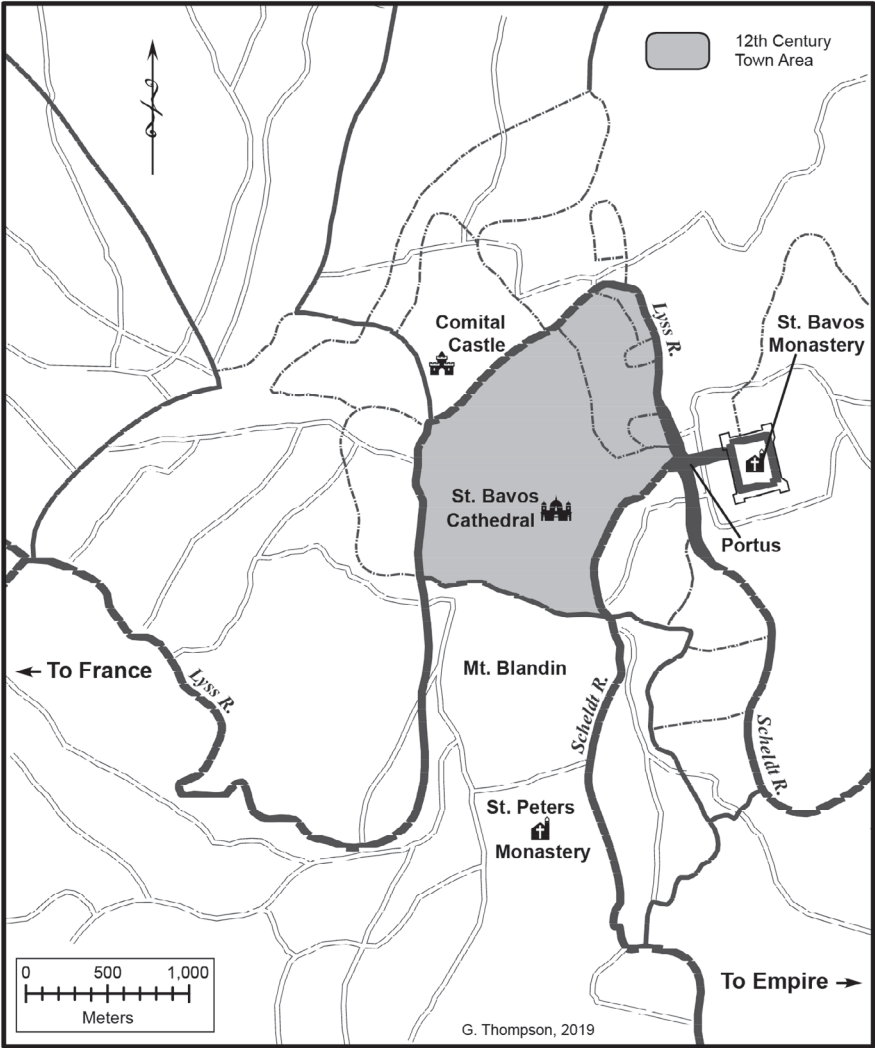 12th Century
Town Area
Comital
Castle
Lyss R.
St. Bavos
Monastery
St. Bavos
Cathedral
Portus
To France
Lyss R.
Mt. Blandin
Scheldt R.
Scheldt R.
St. Peters
Monastery
0 500 1,000
Meters
To Empire
G. Thompson, 2019